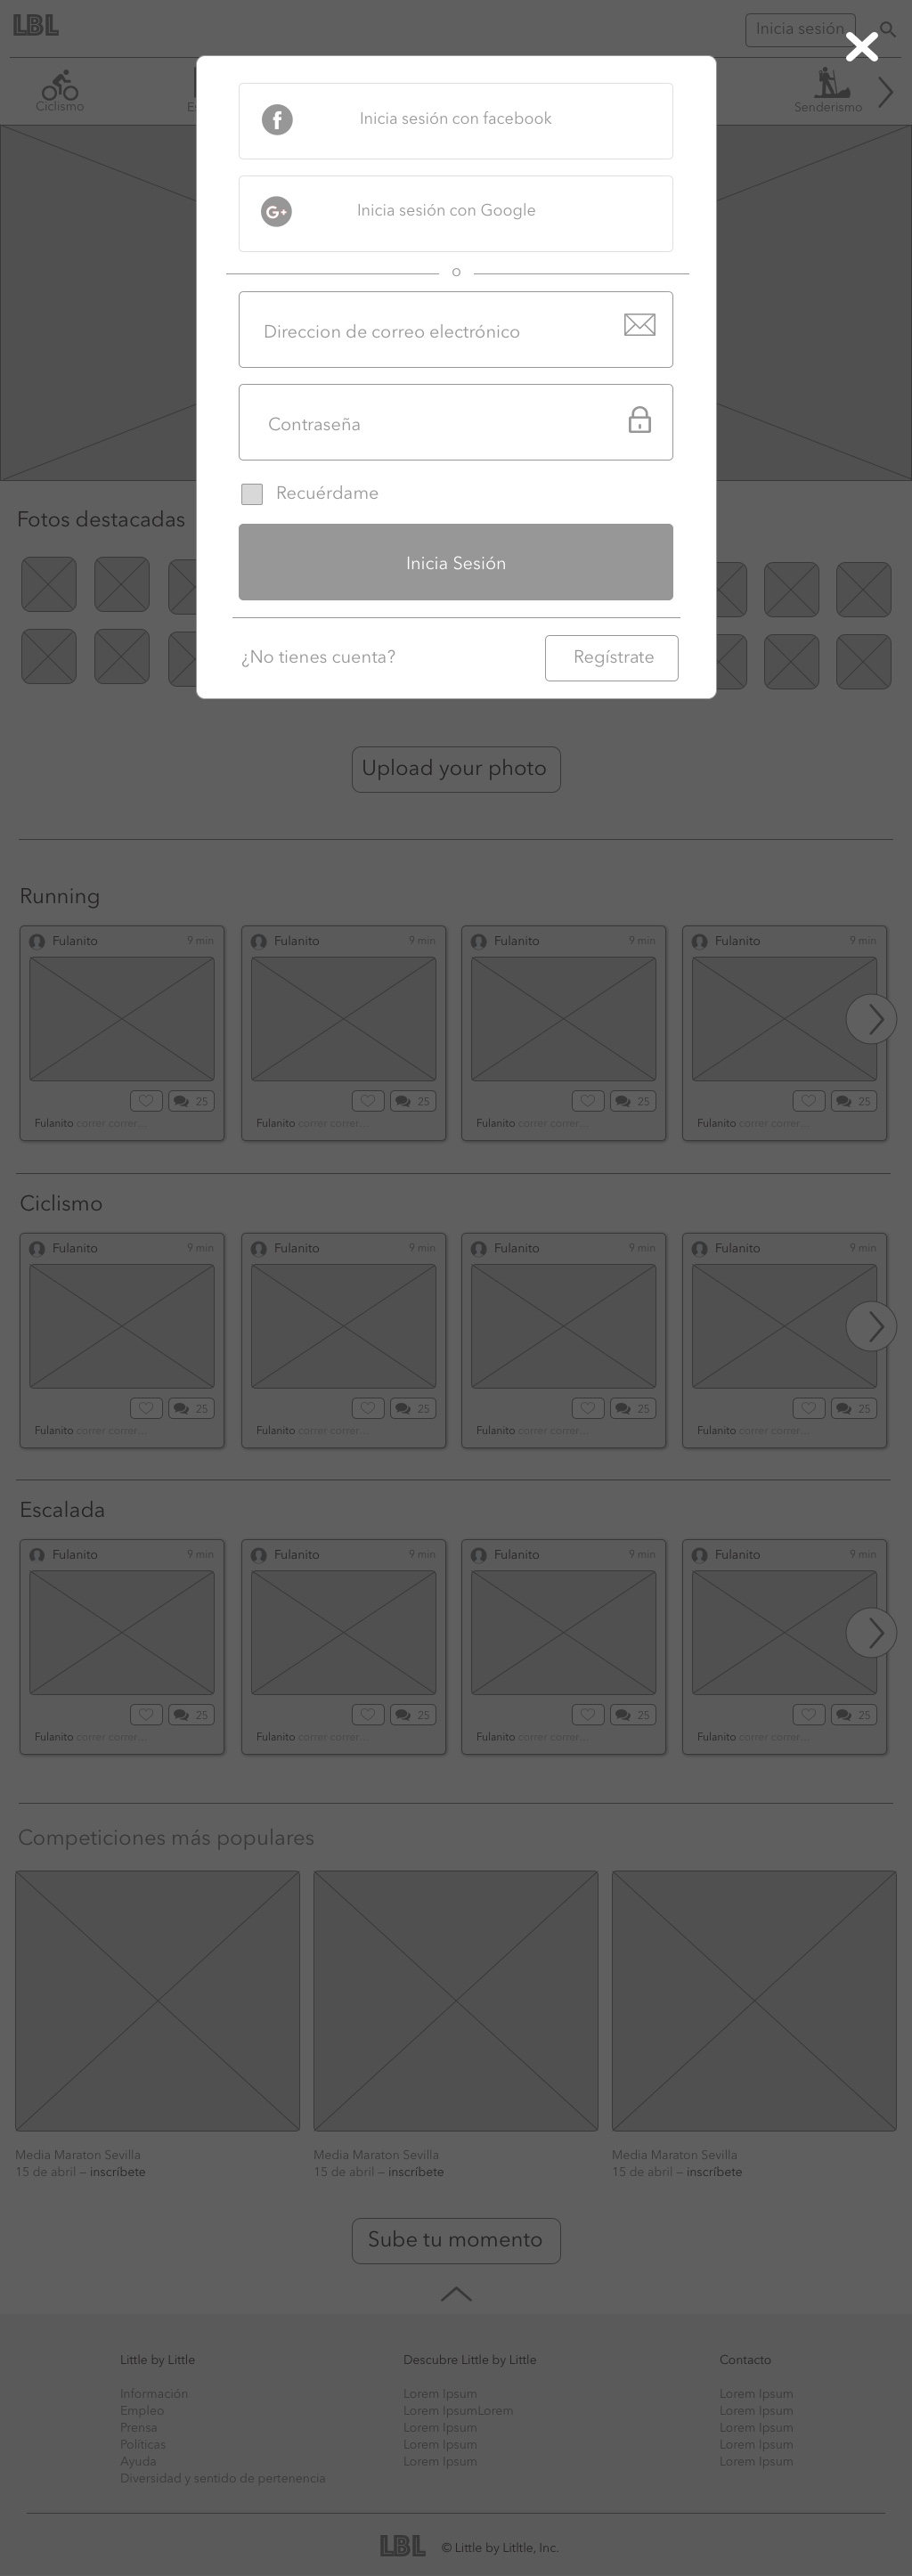 LBL
Inicia sesión
Ciclismo
Es
Senderismo
Inicia sesión con facebook
Inicia sesión con Google
o
Direccion de correo electrónico
Contraseña
Recuérdame
Inicia Sesión
¿No tienes cuenta?
Regístrate
Fotos destacadas
Upload your photo
Running
Fulanito 9 min
Fulanito 9 min
Fulanito 9 min
Fulanito 9 min
25
25
25
25
Fulanito correr correr...
Fulanito correr correr...
Fulanito correr correr...
Fulanito correr correr...
Ciclismo
Fulanito 9 min
Fulanito 9 min
Fulanito 9 min
Fulanito 9 min
25
25
25
25
Fulanito correr correr...
Fulanito correr correr...
Fulanito correr correr...
Fulanito correr correr...
Escalada
Fulanito 9 min
Fulanito 9 min
Fulanito 9 min
Fulanito 9 min
25
25
25
25
Fulanito correr correr...
Fulanito correr correr...
Fulanito correr correr...
Fulanito correr correr...
Competiciones más populares
Media Maraton Sevilla
15 de abril – inscríbete
Media Maraton Sevilla
15 de abril – inscríbete
Media Maraton Sevilla
15 de abril – inscríbete
Sube tu momento
Little by Little
Información
Empleo
Prensa
Políticas
Ayuda
Diversidad y sentido de pertenencia
Descubre Little by Little
Lorem Ipsum
Lorem IpsumLorem
Lorem Ipsum
Lorem Ipsum
Lorem Ipsum
Contacto
Lorem Ipsum
Lorem Ipsum
Lorem Ipsum
Lorem Ipsum
Lorem Ipsum
LBL
© Little by Litltle, Inc.